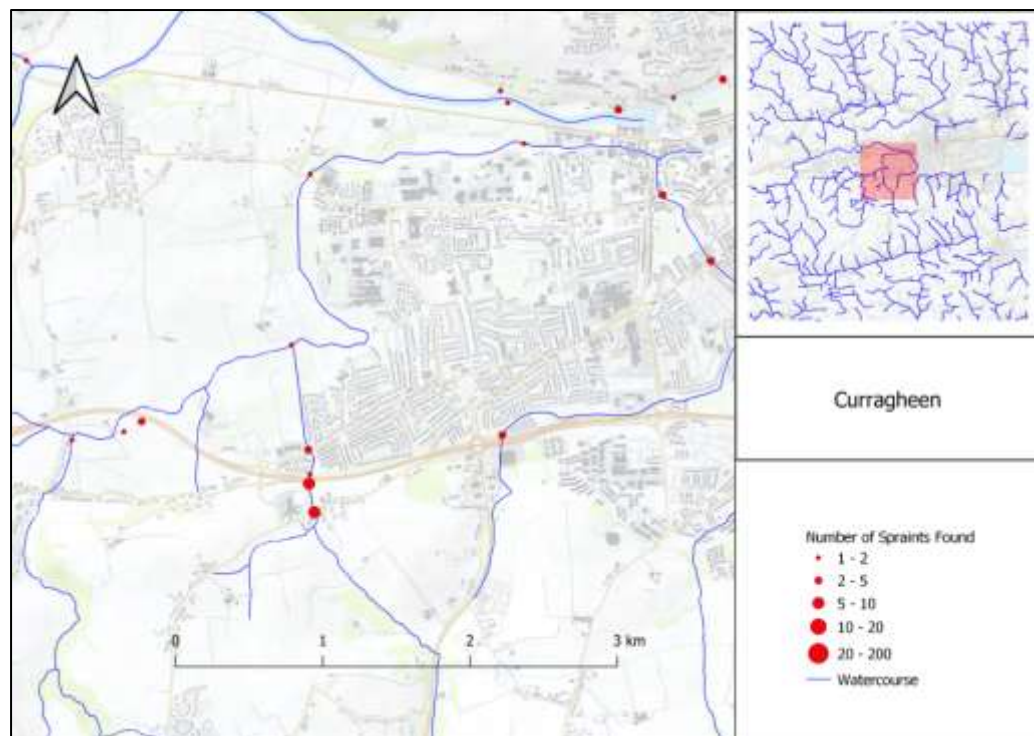 Curragheen
Number of Spraints Found
1 - 2
2 - 5
5 - 10
10 - 20
20 - 200
Watercourse
0 1 2 3 km